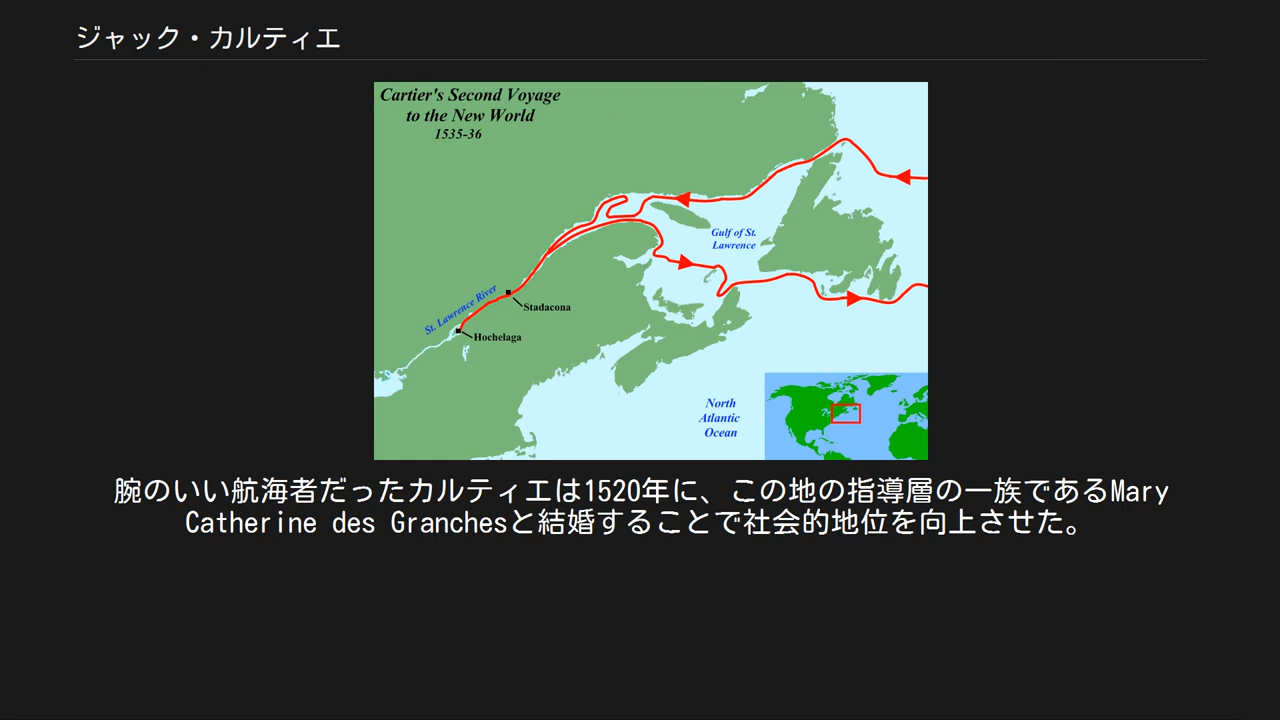 ジャック・カルティエ
Cartier's Second Voyage
to the New World
1535-36
Gulf of St.
Lawrence
St. Lawrence River
Stadacona
Hochelaga
North
Atlantic
Ocean
腕のいい航海者だったカルティエは1520年に、この地の指導層の一族であるMary
Catherine des Granchesと結婚することで社会的地位を向上させた。